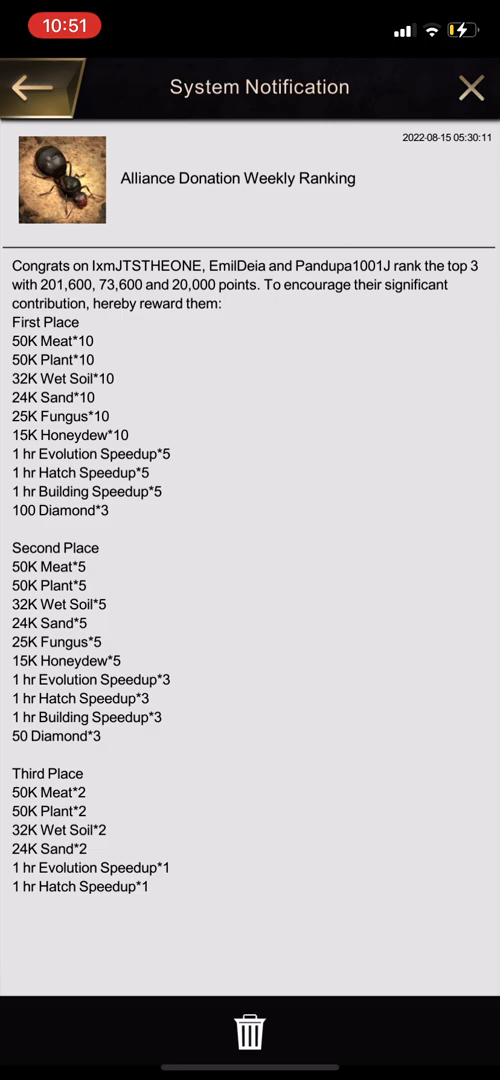 10:51
System Notification
2022-08-15 05:30:11
Alliance Donation Weekly Ranking
Congrats on IxmJTSTHEONE, EmilDeia and Pandupa1001J rank the top 3
with 201,600, 73,600 and 20,000 points. To encourage their significant
contribution, hereby reward them:
First Place
50K Meat*10
50K Plant*10
32K Wet Soil*10
24K Sand*10
25K Fungus*10
15K Honeydew*10
1 hr Evolution Speedup*5
1 hr Hatch Speedup*5
1 hr Building Speedup*5
100 Diamond*3
Second Place
50K Meat*5
50K Plant*5
32K Wet Soil*5
24K Sand*5
25K Fungus*5
15K Honeydew*5
1 hr Evolution Speedup*3
1 hr Hatch Speedup*3
1 hr Building Speedup*3
50 Diamond*3
Third Place
50K Meat*2
50K Plant*2
32K Wet Soil*2
24K Sand*2
1 hr Evolution Speedup*1
1 hr Hatch Speedup*1